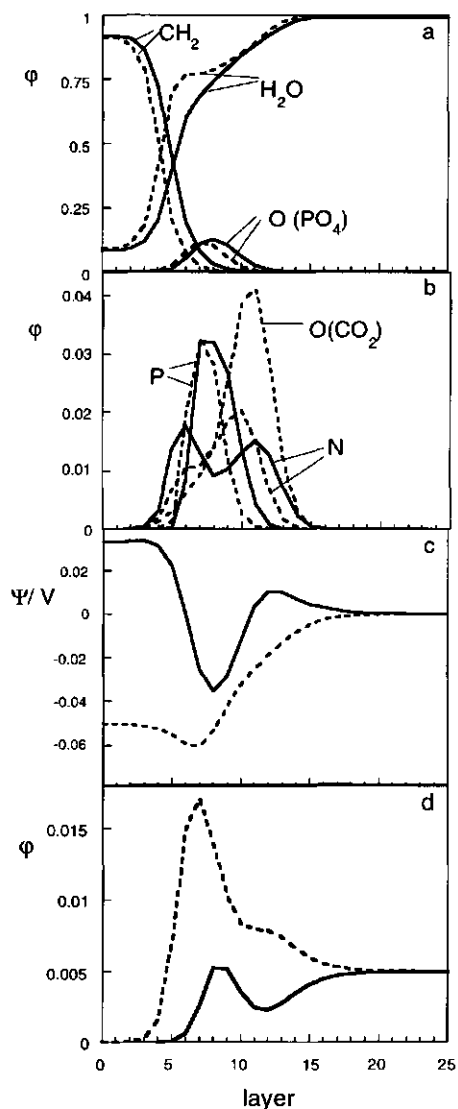 1
a
CH₂
0.75
φ
H₂O
0.5
0.25
O (PO₄)
0
b
0.04
φ
O(CO₂)
0.03
P
0.02
N
0.01
0
c
0.02
Ψ/ V
0
-0.02
-0.04
-0.06
d
0.015
φ
0.01
0.005
0
0 5 10 15 20 25
layer